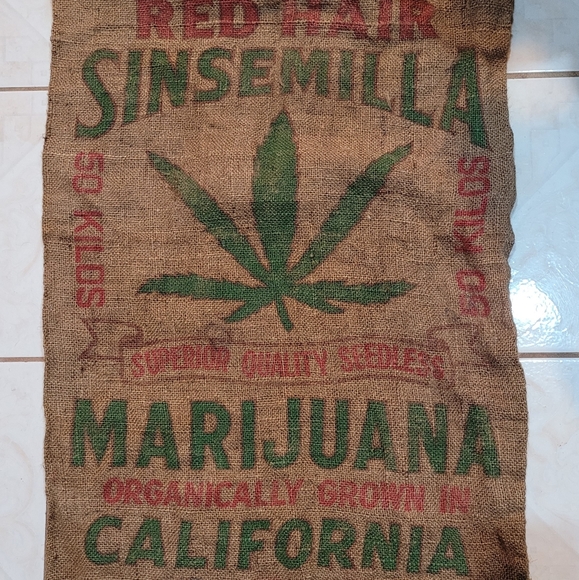 RED HAIR
SINSEMILLA
50 KILOS
50 KILOS
SUPERIOR QUALITY SEEDLESS
MARIJUANA
ORGANICALLY GROWN IN
CALIFORNIA